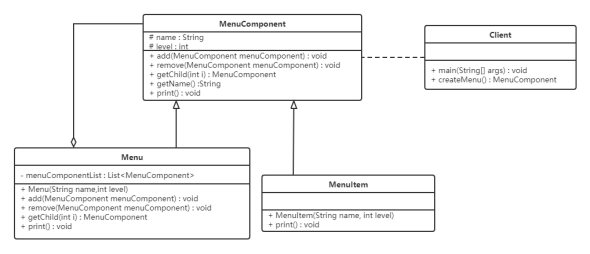 MenuComponent
# name : String
# level : int
+ add(MenuComponent menuComponent) : void
+ remove(MenuComponent menuComponent) : void
+ getChild(int i) : MenuComponent
+ getName() :String
+ print() : void
Client
+ main(String[] args) : void
+ createMenu() : MenuComponent
Menu
- menuComponentList : List<MenuComponent>
+ Menu(String name,int level)
+ add(MenuComponent menuComponent) : void
+ remove(MenuComponent menuComponent) : void
+ getChild(int i) : MenuComponent
+ print() : void
MenuItem
+ MenuItem(String name, int level)
+ print() : void